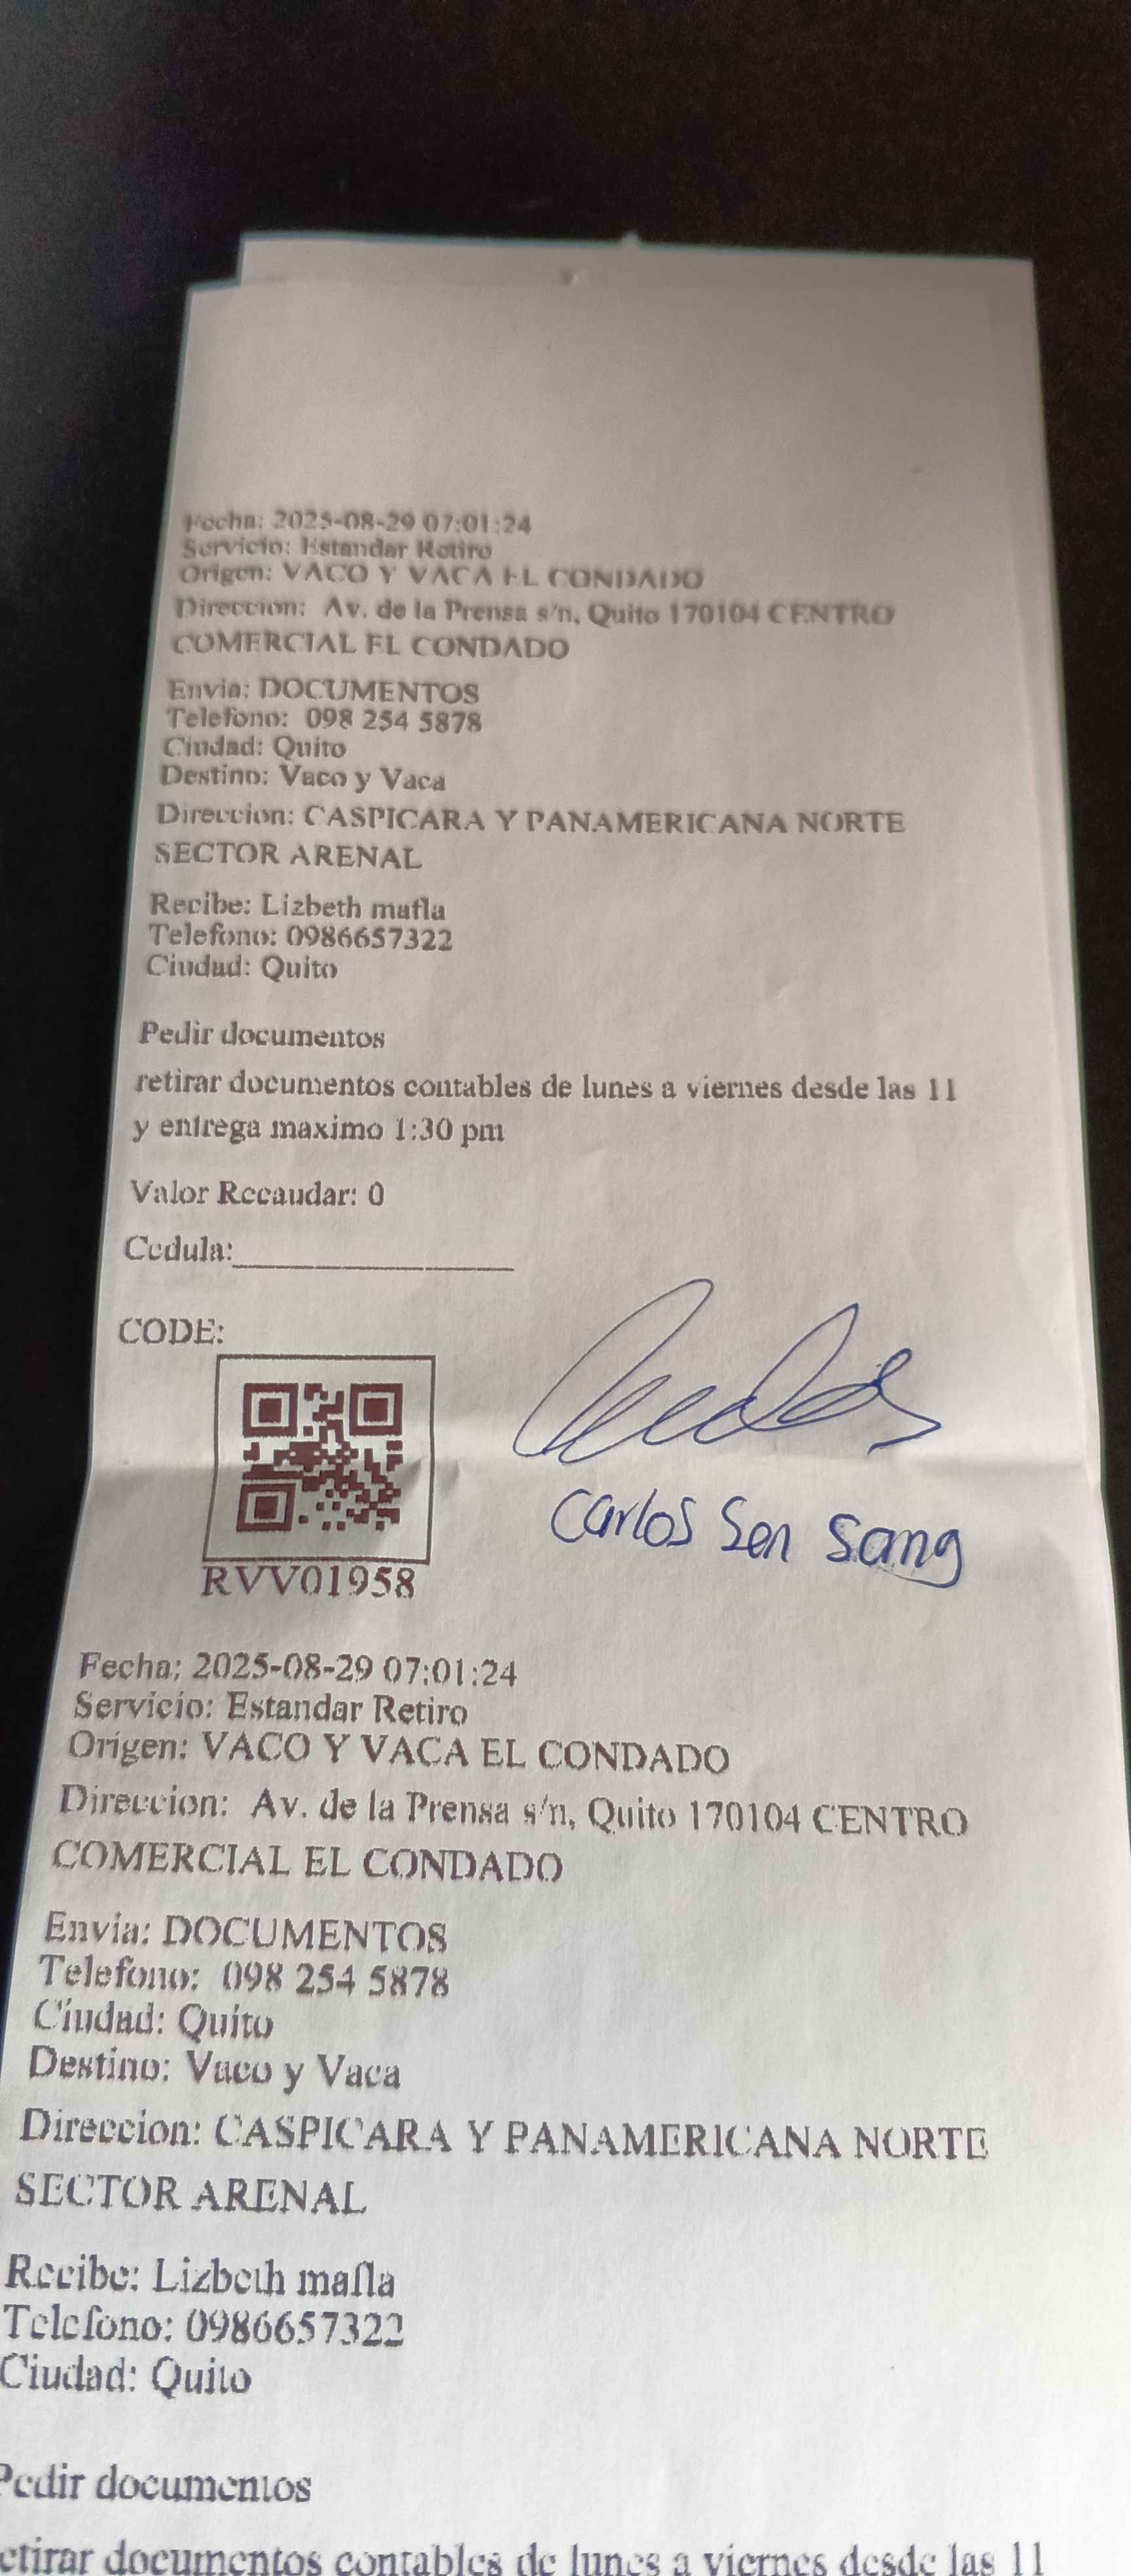 Fecha: 2025-08-29 07:01:24
Servicio: Estandar Retiro
Origen: VACO Y VACA EL CONDADO
Direccion: Av. de la Prensa s/n, Quito 170104 CENTRO
COMERCIAL EL CONDADO
Envia: DOCUMENTOS
Telefono: 098 254 5878
Ciudad: Quito
Destino: Vaco y Vaca
Direccion: CASPICARA Y PANAMERICANA NORTE
SECTOR ARENAL
Recibe: Lizbeth mafla
Telefono: 0986657322
Ciudad: Quito
Pedir documentos
retirar documentos contables de lunes a viernes desde las 11
y entrega maximo 1:30 pm
Valor Recaudar: 0
Cedula:
CODE:
Carlos Sen Sang
RVV01958
Fecha: 2025-08-29 07:01:24
Servicio: Estandar Retiro
Origen: VACO Y VACA EL CONDADO
Direccion: Av. de la Prensa s/n, Quito 170104 CENTRO
COMERCIAL EL CONDADO
Envia: DOCUMENTOS
Telefono: 098 254 5878
Ciudad: Quito
Destino: Vaco y Vaca
Direccion: CASPICARA Y PANAMERICANA NORTE
SECTOR ARENAL
Recibe: Lizbeth mafla
Telefono: 0986657322
Ciudad: Quito
Pedir documentos
etirar documentos contables de lunes a viernes desde las 11